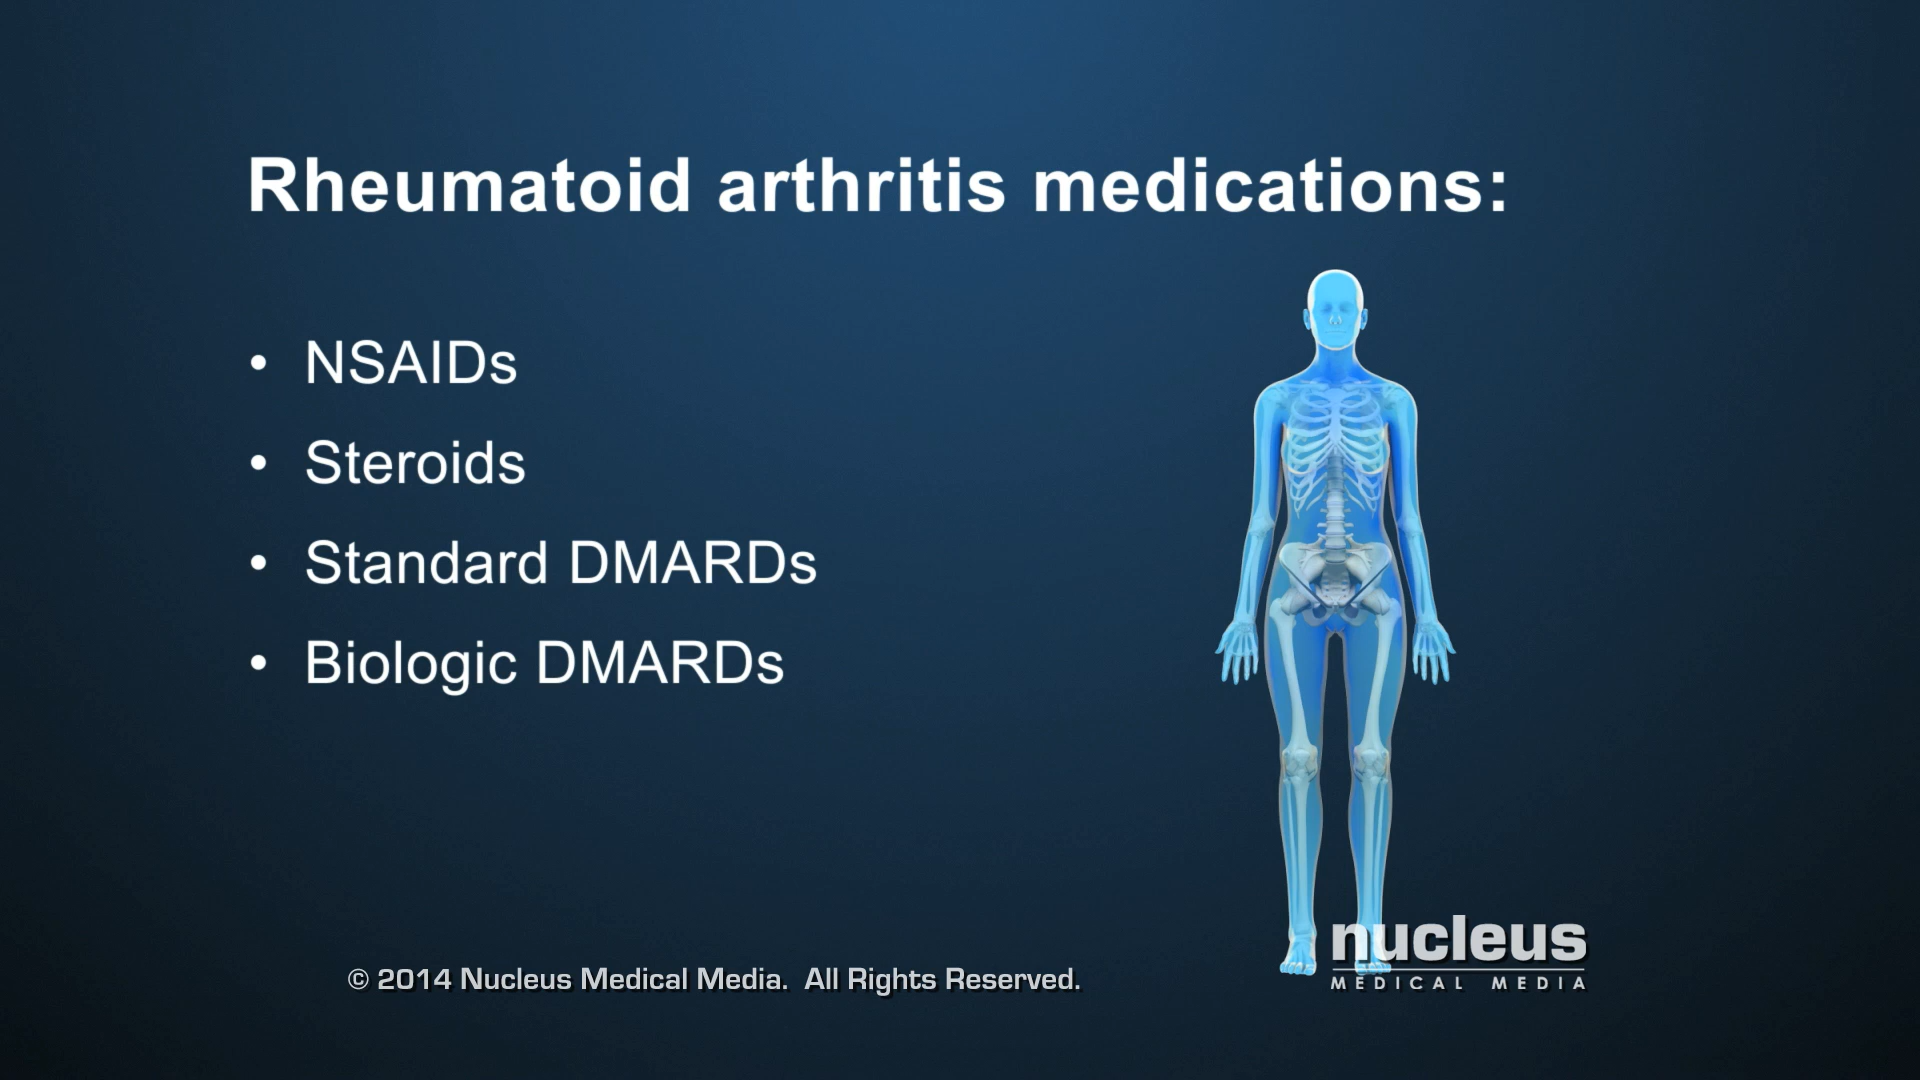 Rheumatoid arthritis medications:
• NSAIDs
• Steroids
• Standard DMARDs
• Biologic DMARDs
© 2014 Nucleus Medical Media. All Rights Reserved.
nucleus
MEDICAL MEDIA